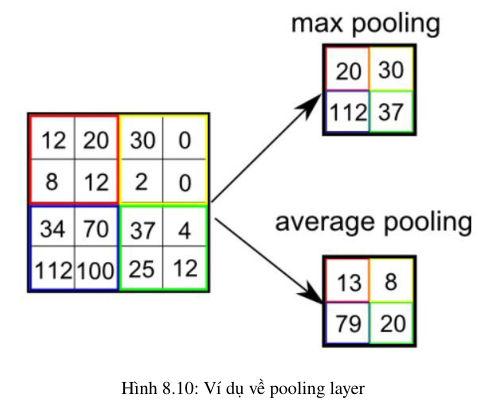 max pooling
20 30
112 37
12 20 30 0
8 12 2 0
34 70 37 4
112 100 25 12
average pooling
13 8
79 20
Hình 8.10: Ví dụ về pooling layer